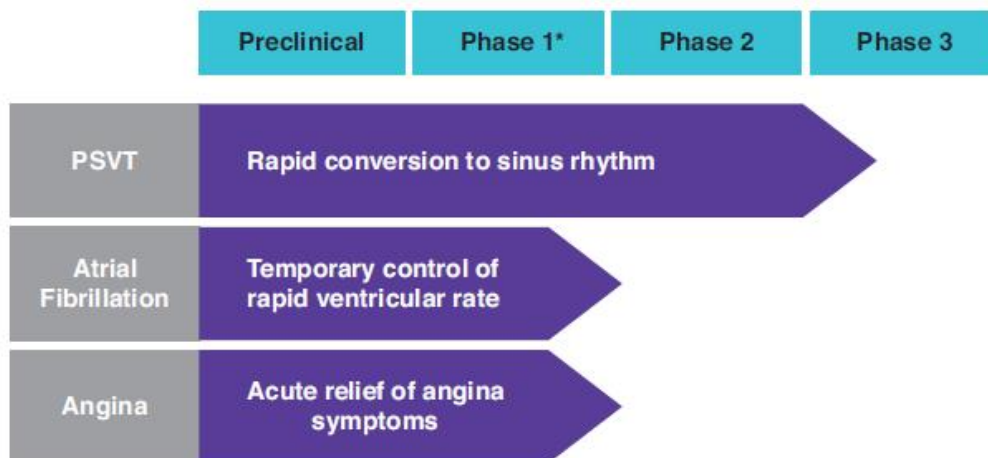 Preclinical Phase 1* Phase 2 Phase 3
PSVT Rapid conversion to sinus rhythm
Atrial
Fibrillation
Temporary control of
rapid ventricular rate
Angina
Acute relief of angina
symptoms